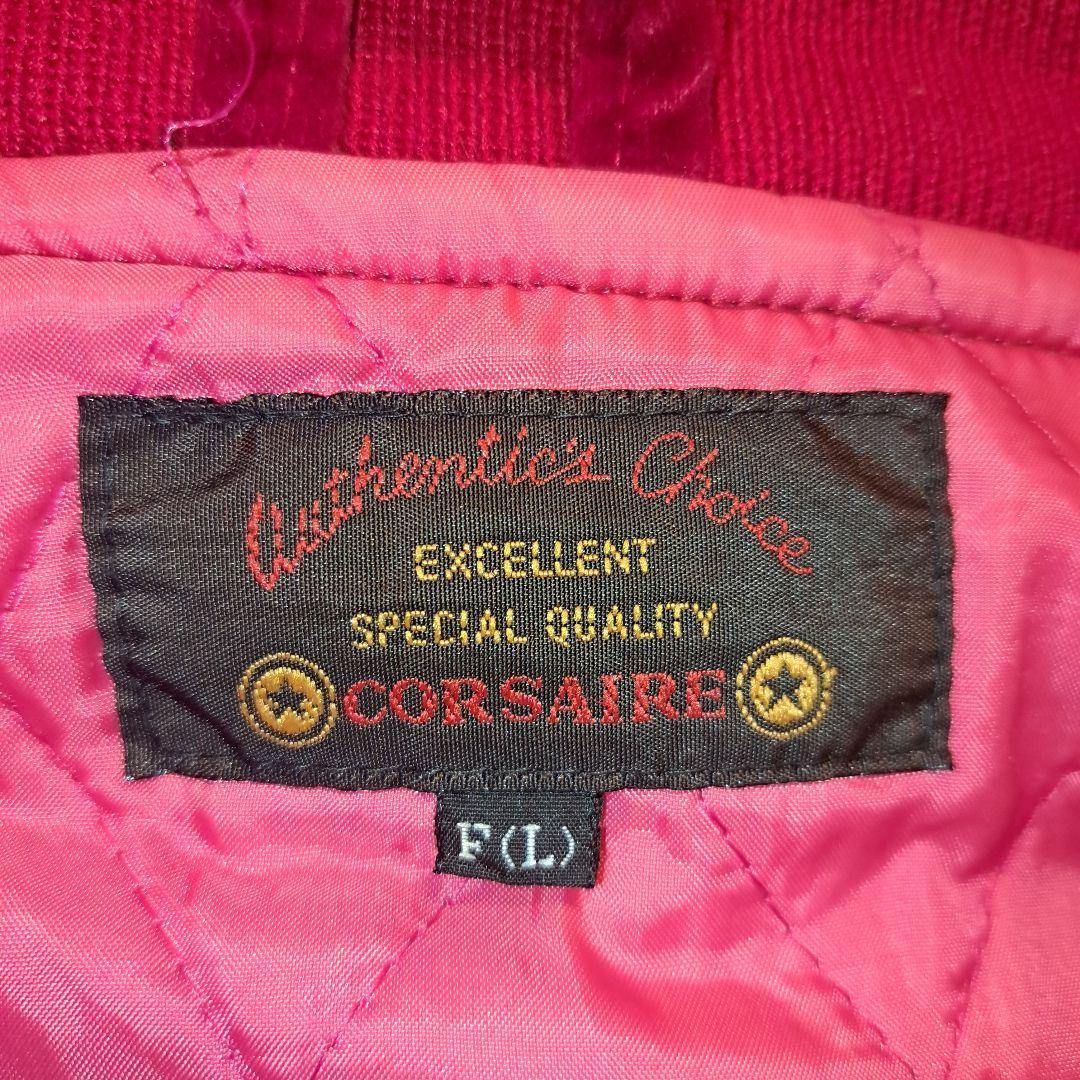 Authentic's Choice
EXCELLENT
SPECIAL QUALITY
CORSAIRE
F(L)